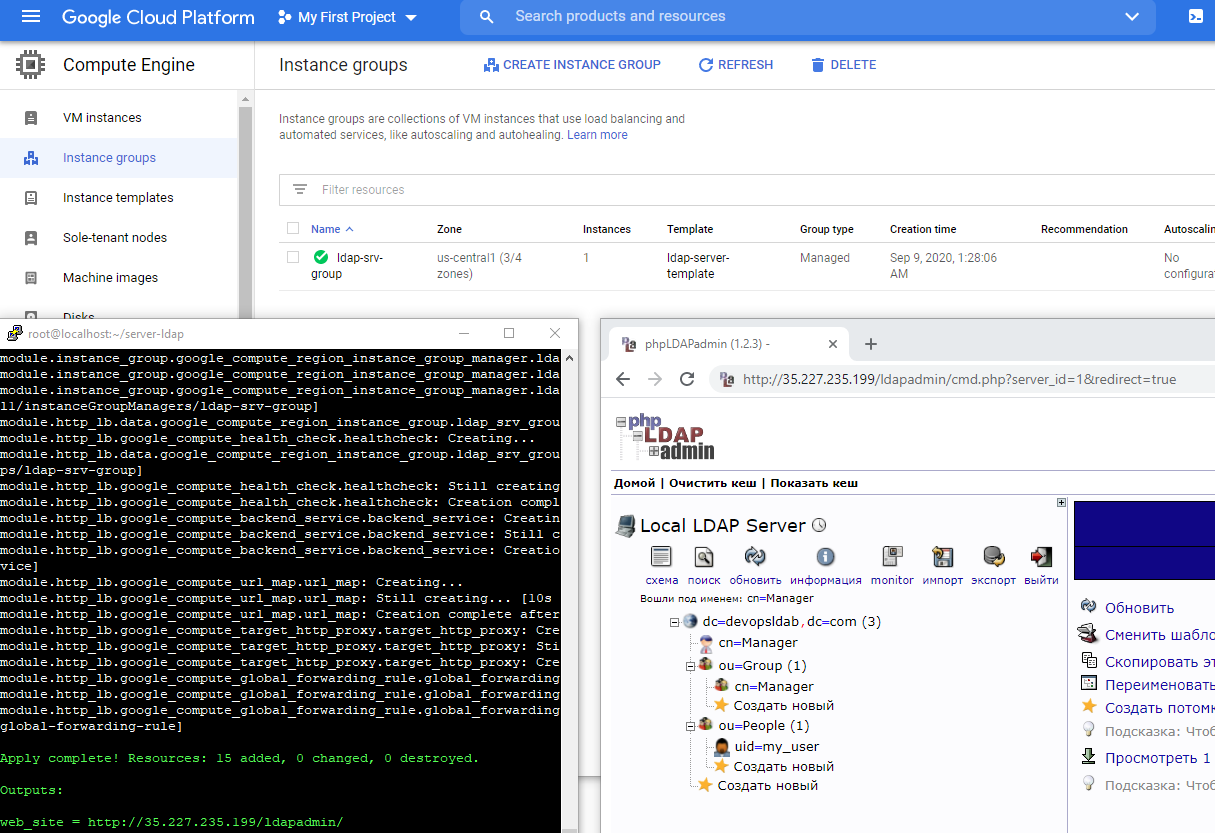 Google Cloud Platform
My First Project
Search products and resources
Compute Engine
VM instances
Instance groups
Instance templates
Sole-tenant nodes
Machine images
Disks
Instance groups
CREATE INSTANCE GROUP
REFRESH
DELETE
Instance groups are collections of VM instances that use load balancing and
automated services, like autoscaling and autohealing. Learn more
Filter resources
Name Zone Instances Template Group type Creation time Recommendation Autoscalin
ldap-srv- us-central1 (3/4 1 ldap-server- Managed Sep 9, 2020, 1:28:06 No
group zones) template AM configurat
root@localhost:~/server-ldap
module.instance_group.google_compute_region_instance_group_manager.lda
module.instance_group.google_compute_region_instance_group_manager.lda
module.instance_group.google_compute_region_instance_group_manager.lda
l1/instanceGroupManagers/ldap-srv-group]
module.http_lb.data.google_compute_region_instance_group.ldap_srv_grou
module.http_lb.google_compute_health_check.healthcheck: Creating...
module.http_lb.data.google_compute_region_instance_group.ldap_srv_grou
ps/ldap-srv-group]
module.http_lb.google_compute_health_check.healthcheck: Still creating
module.http_lb.google_compute_health_check.healthcheck: Creation compl
module.http_lb.google_compute_backend_service.backend_service: Creatin
module.http_lb.google_compute_backend_service.backend_service: Still c
module.http_lb.google_compute_backend_service.backend_service: Creatio
vice]
module.http_lb.google_compute_url_map.url_map: Creating...
module.http_lb.google_compute_url_map.url_map: Still creating... [10s
module.http_lb.google_compute_url_map.url_map: Creation complete after
module.http_lb.google_compute_target_http_proxy.target_http_proxy: Cre
module.http_lb.google_compute_target_http_proxy.target_http_proxy: Sti
module.http_lb.google_compute_target_http_proxy.target_http_proxy: Cre
module.http_lb.google_compute_global_forwarding_rule.global_forwarding
module.http_lb.google_compute_global_forwarding_rule.global_forwarding
module.http_lb.google_compute_global_forwarding_rule.global_forwarding
global-forwarding-rule]
Apply complete! Resources: 15 added, 0 changed, 0 destroyed.
Outputs:
web_site = http://35.227.235.199/ldapadmin/
phpLDAPadmin (1.2.3) -
http://35.227.235.199/ldapadmin/cmd.php?server_id=1&redirect=true
php
LDAP
admin
Домой | Очистить кеш | Показать кеш
Local LDAP Server
схема поиск обновить информация monitor импорт экспорт выйти
Вошли под именем: cn=Manager
dc=devopsldab,dc=com (3)
cn=Manager
ou=Group (1)
cn=Manager
Создать новый
ou=People (1)
uid=my_user
Создать новый
Создать новый
Обновить
Сменить шабло
Скопировать эт
Переименовать
Создать потомк
Подсказка: Чтоб
Просмотреть 1
Подсказка: Чтоб